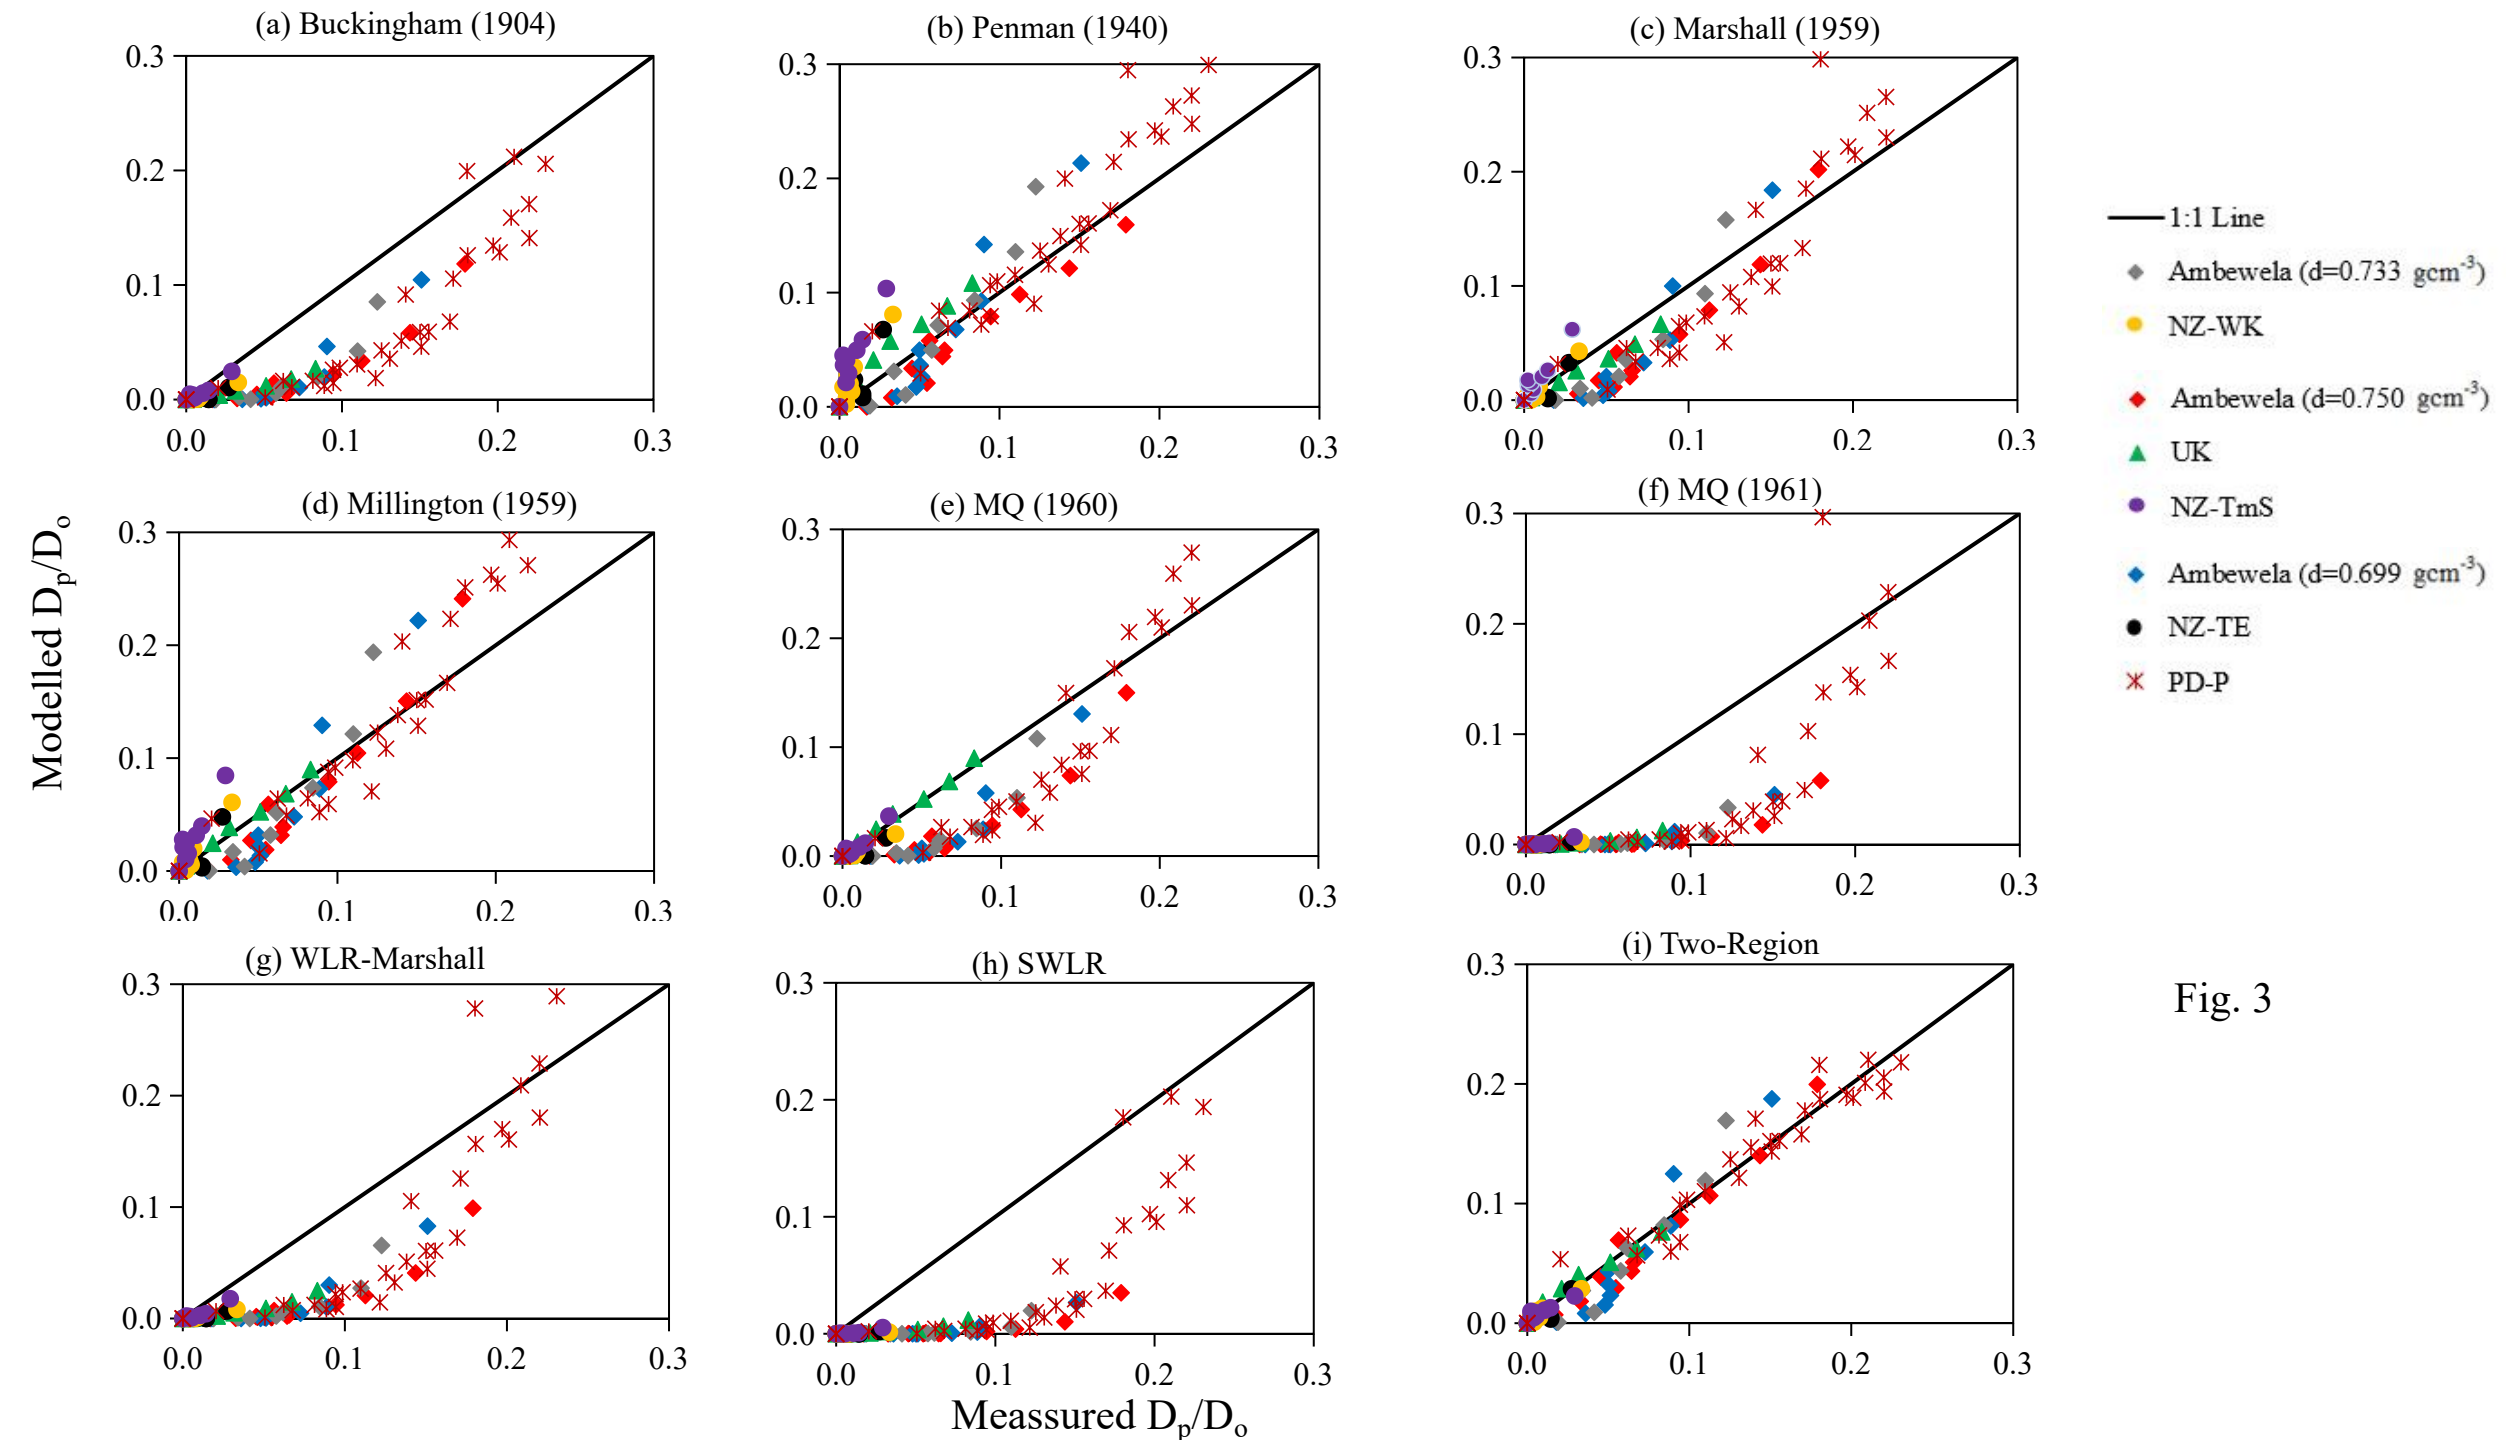 (a) Buckingham (1904)
0.3
0.2
0.1
0.0
0.0 0.1 0.2 0.3
(b) Penman (1940)
0.3
0.2
0.1
0.0
0.0 0.1 0.2 0.3
(c) Marshall (1959)
0.3
0.2
0.1
0.0
0.0 0.1 0.2 0.3
1:1 Line
Ambewela (d=0.733 gcm-3)
NZ-WK
Ambewela (d=0.750 gcm-3)
UK
NZ-TmS
Ambewela (d=0.699 gcm-3)
NZ-TE
PD-P
Modelled Dp/Do
(d) Millington (1959)
0.3
0.2
0.1
0.0
0.0 0.1 0.2 0.3
(e) MQ (1960)
0.3
0.2
0.1
0.0
0.0 0.1 0.2 0.3
(f) MQ (1961)
0.3
0.2
0.1
0.0
0.0 0.1 0.2 0.3
(g) WLR-Marshall
0.3
0.2
0.1
0.0
0.0 0.1 0.2 0.3
(h) SWLR
0.3
0.2
0.1
0.0
0.0 0.1 0.2 0.3
(i) Two-Region
0.3
0.2
0.1
0.0
0.0 0.1 0.2 0.3
Fig. 3
Meassured Dp/Do